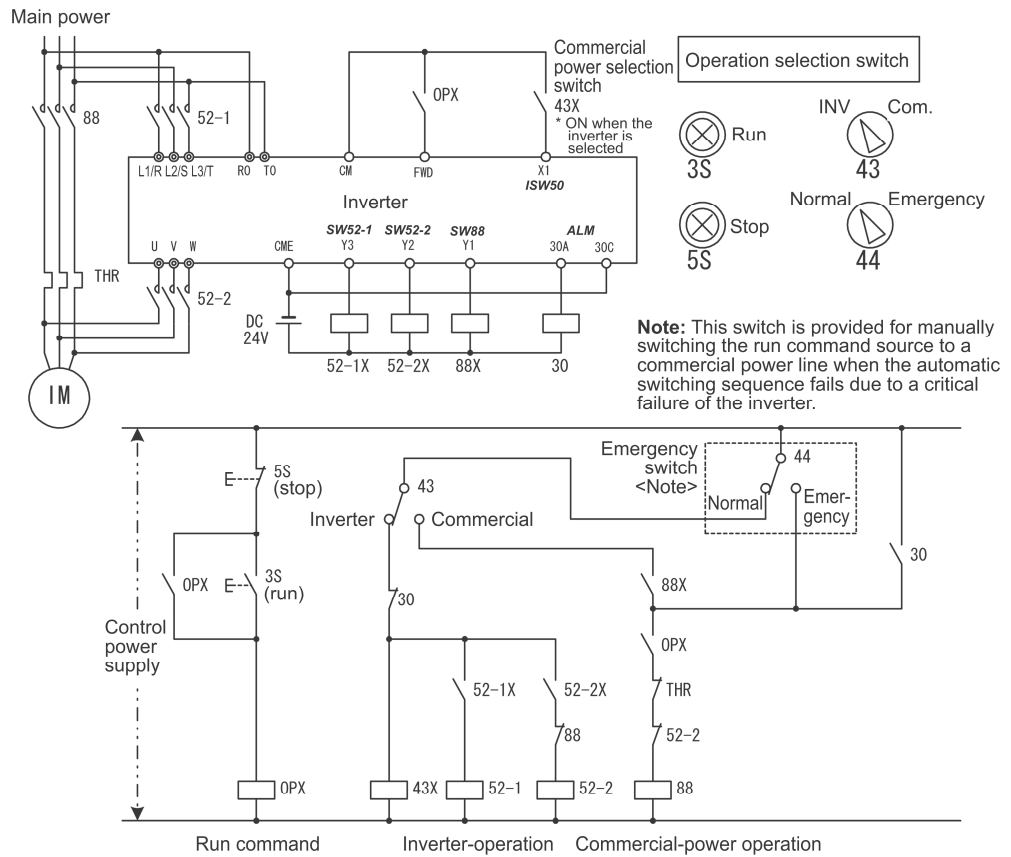 Main power
88
52-1
OPX
Commercial
power selection
switch
43X
* ON when the
inverter is
selected
Operation selection switch
Run
3S
INV
Com.
43
Stop
5S
Normal
Emergency
44
L1/R L2/S L3/T
R0
T0
CM
FWD
X1
ISW50
Inverter
U
V
W
CME
SW52-1
Y3
SW52-2
Y2
SW88
Y1
ALM
30A
30C
THR
52-2
DC
24V
52-1X
52-2X
88X
30
IM
Note: This switch is provided for manually
switching the run command source to a
commercial power line when the automatic
switching sequence fails due to a critical
failure of the inverter.
5S
(stop)
43
Inverter
Commercial
Emergency
switch
<Note>
44
Normal
Emer-
gency
30
OPX
3S
(run)
30
88X
Control
power
supply
OPX
52-1X
52-2X
THR
88
52-2
OPX
43X
52-1
52-2
88
Run command
Inverter-operation
Commercial-power operation